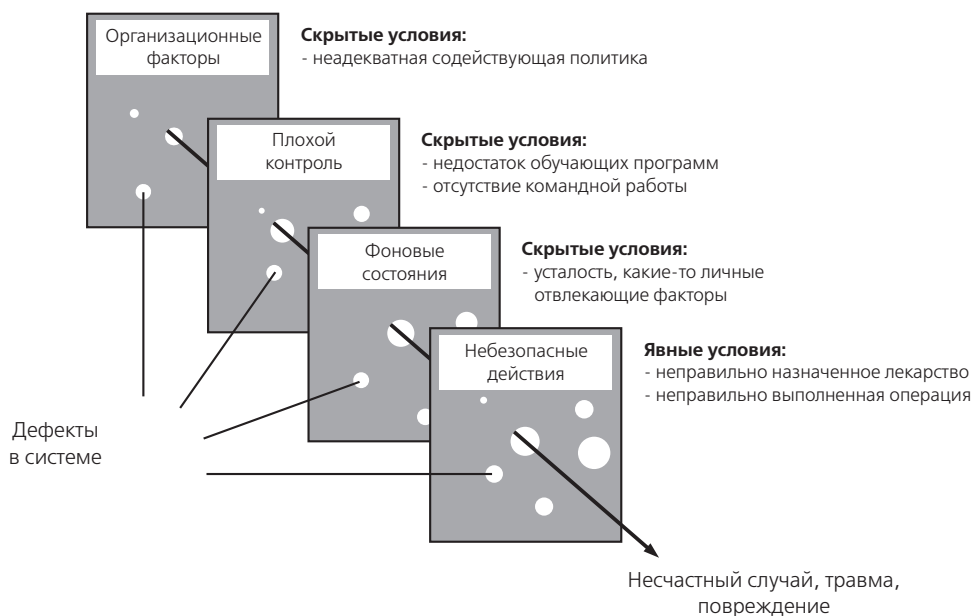 Организационные
факторы
Скрытые условия:
- неадекватная содействующая политика
Плохой
контроль
Скрытые условия:
- недостаток обучающих программ
- отсутствие командной работы
Фоновые
состояния
Скрытые условия:
- усталость, какие-то личные
отвлекающие факторы
Небезопасные
действия
Явные условия:
- неправильно назначенное лекарство
- неправильно выполненная операция
Дефекты
в системе
Несчастный случай, травма,
повреждение